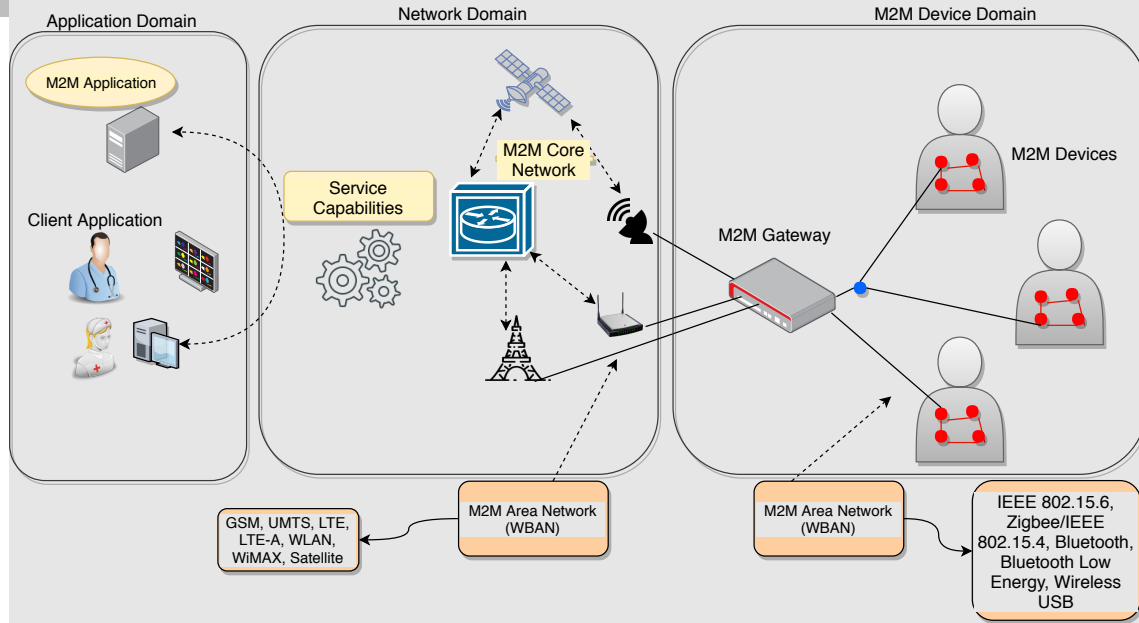 Application Domain
Network Domain
M2M Device Domain
M2M Application
M2M Core
Network
M2M Devices
Service
Capabilities
Client Application
M2M Gateway
M2M Area Network
(WBAN)
GSM, UMTS, LTE,
LTE-A, WLAN,
WiMAX, Satellite
M2M Area Network
(WBAN)
IEEE 802.15.6,
Zigbee/IEEE
802.15.4, Bluetooth,
Bluetooth Low
Energy, Wireless
USB